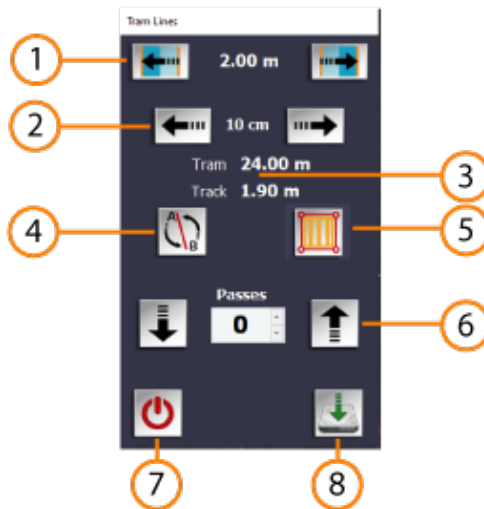 Tram Lines
1
2.00 m
2
10 cm
Tram 24.00 m
3
Track 1.90 m
4
A
B
5
Passes
0
6
7
8